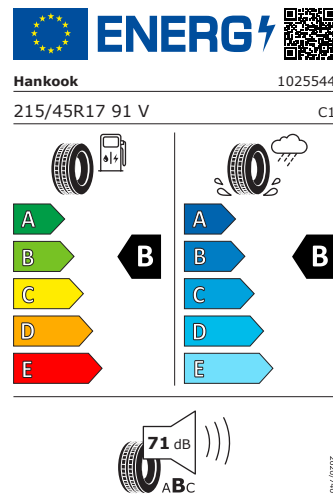 ENERG
Hankook 1025544
215/45R17 91 V C1
A A
B B B B
C C
D D
E E
71 dB
ABC